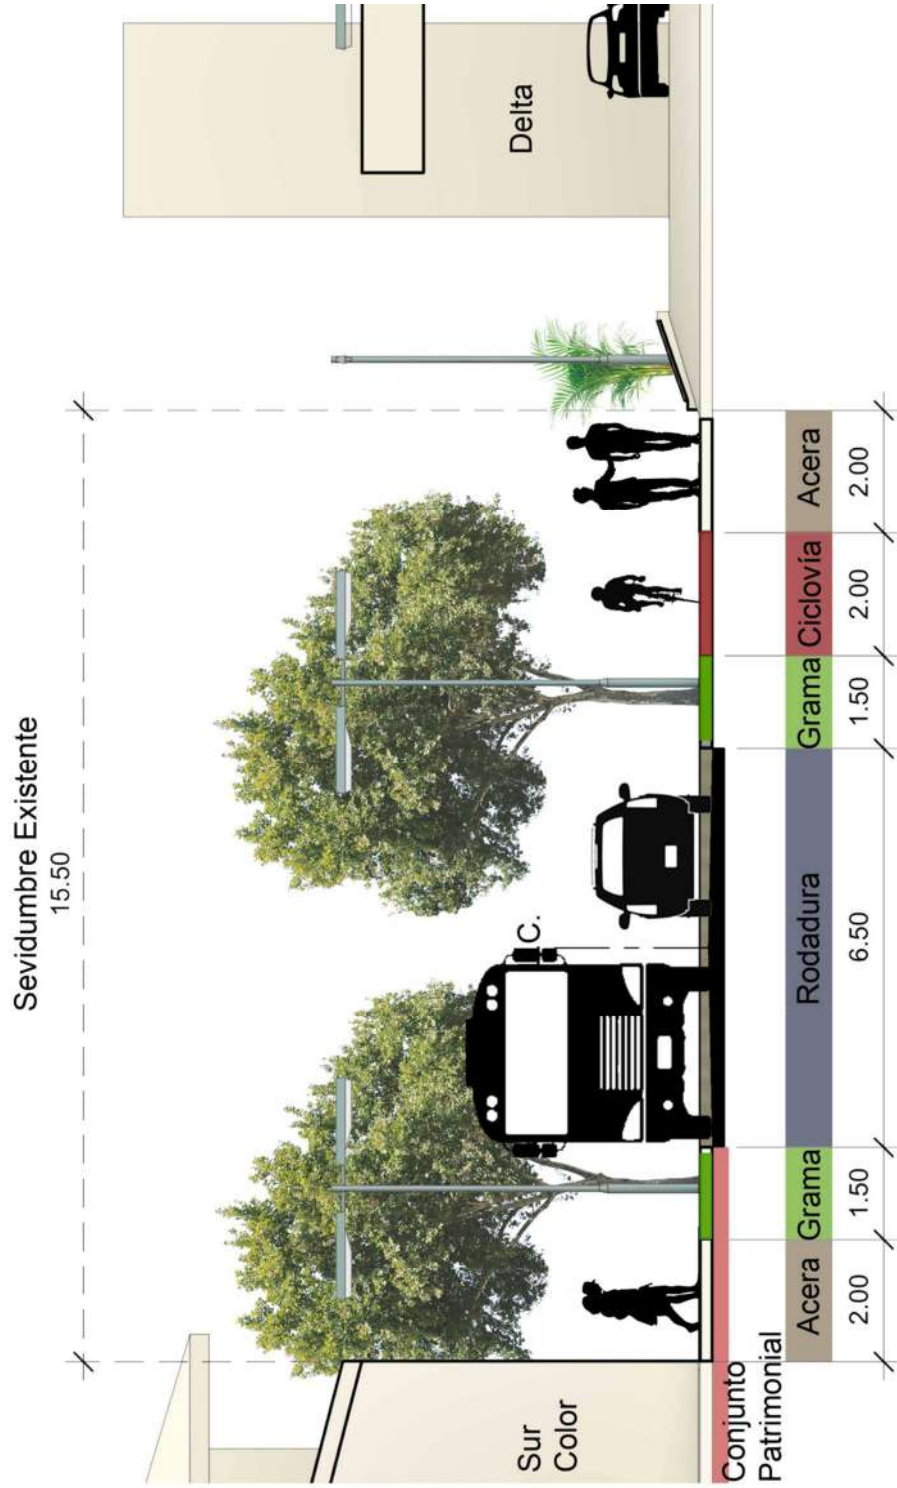 Sevidumbre Existente
15.50
C.
Delta
Sur
Color
Conjunto
Patrimonial
Acera
Grama
Rodadura
Grama
Ciclovía
Acera
2.00
1.50
6.50
1.50
2.00
2.00